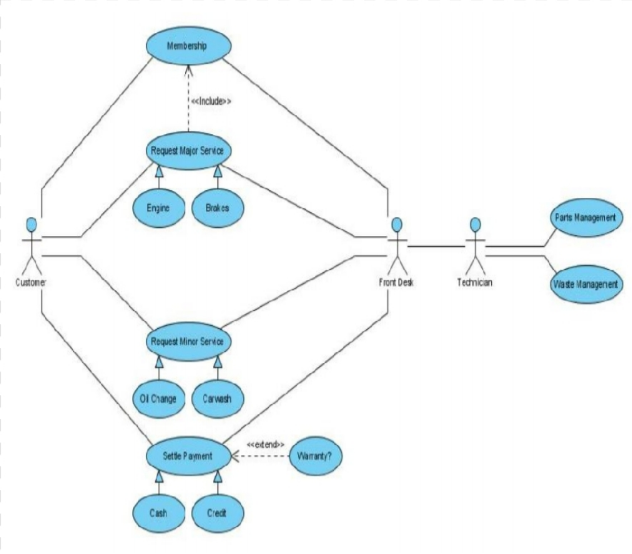 Membership
<<Include>>
Request Major Service
Engine
Brakes
Customer
Front Desk
Technician
Parts Management
Waste Management
Request Minor Service
Oil Change
Carwash
Settle Payment
<<extend>>
Warranty?
Cash
Credit